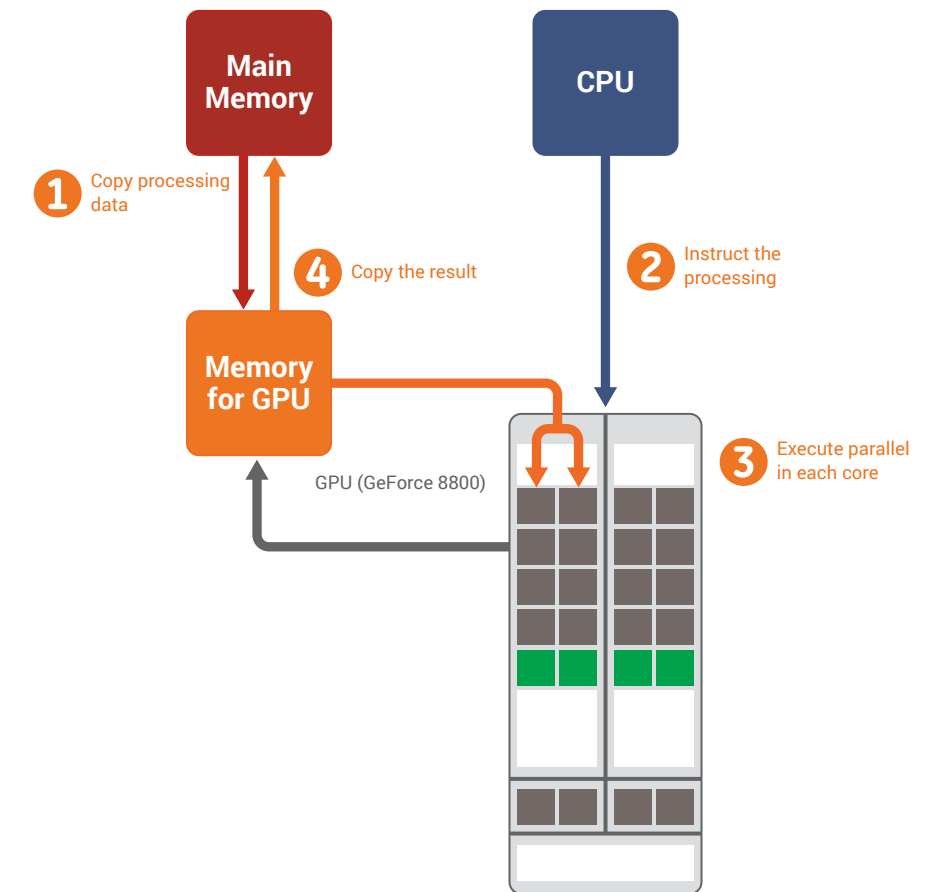 Main
Memory
CPU
1
Copy processing
data
4
Copy the result
2
Instruct the
processing
Memory
for GPU
GPU (GeForce 8800)
3
Execute parallel
in each core